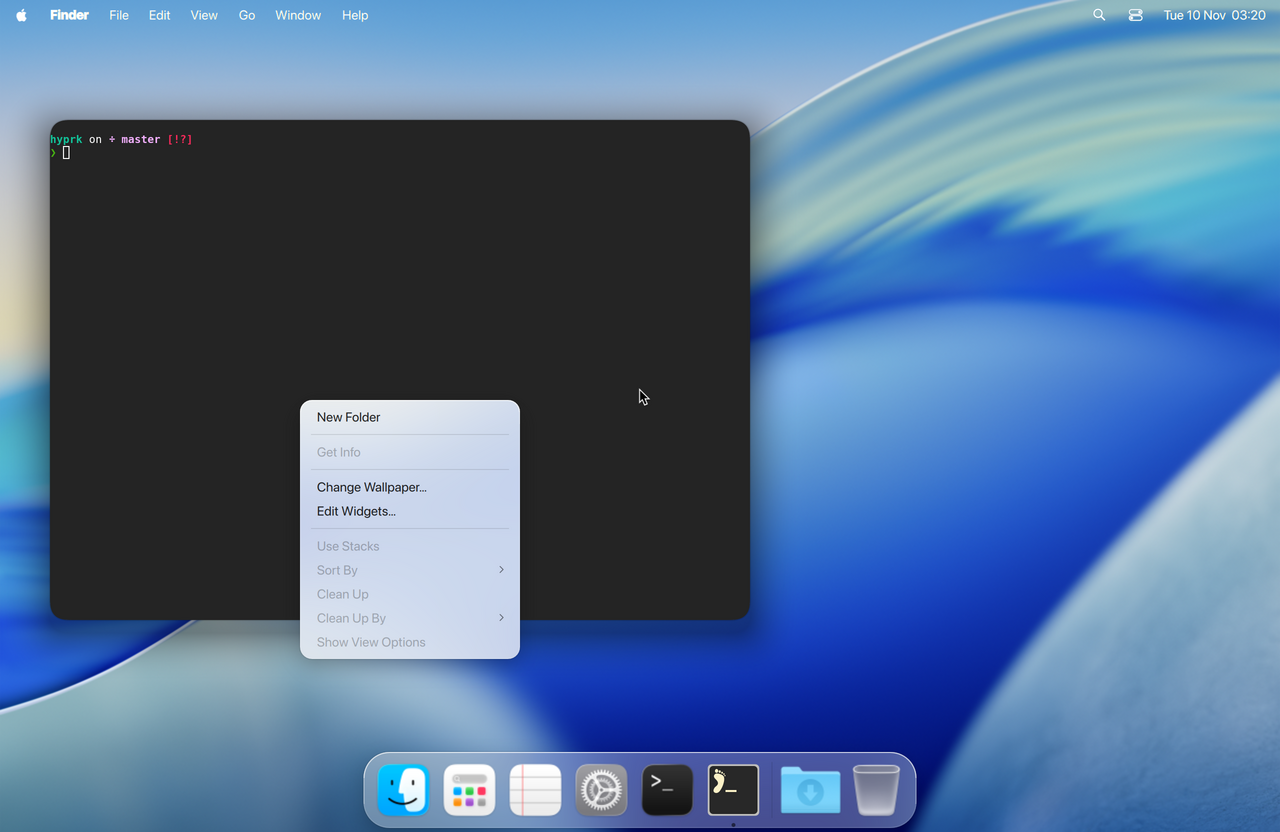 Finder File Edit View Go Window Help Tue 10 Nov 03:20
hyprk on ÷ master [!?]
❯
New Folder
Get Info
Change Wallpaper...
Edit Widgets...
Use Stacks
Sort By
Clean Up
Clean Up By
Show View Options
>_